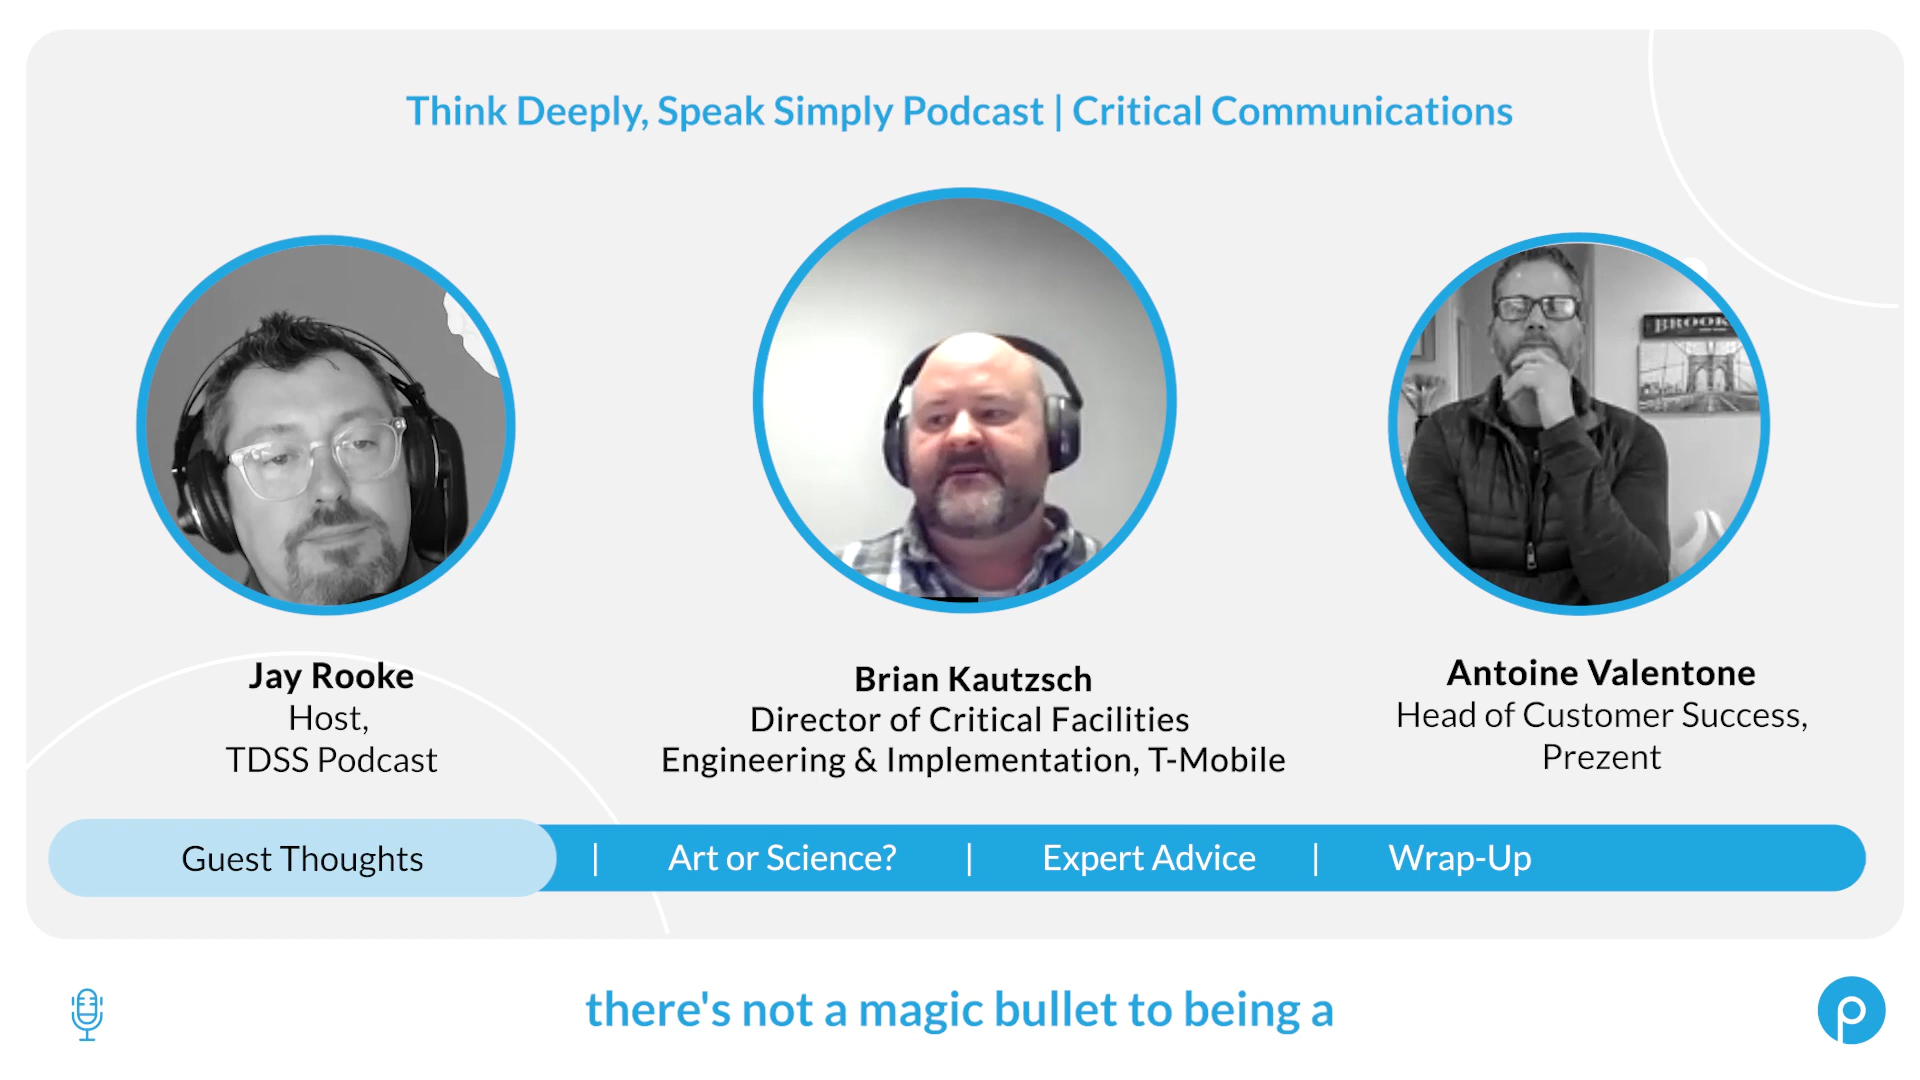 Think Deeply, Speak Simply Podcast | Critical Communications
BROOK
Jay Rooke
Host,
TDSS Podcast
Brian Kautzsch
Director of Critical Facilities
Engineering & Implementation, T-Mobile
Antoine Valentone
Head of Customer Success,
Prezent
Guest Thoughts | Art or Science? | Expert Advice | Wrap-Up
there's not a magic bullet to being a
p